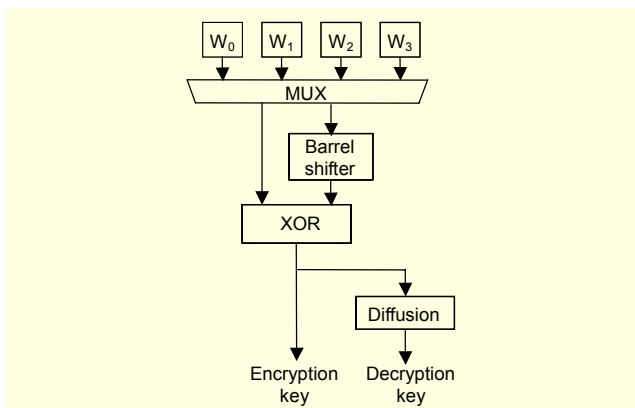 W₀ W₁ W₂ W₃
MUX
Barrel
shifter
XOR
Diffusion
Encryption
key
Decryption
key